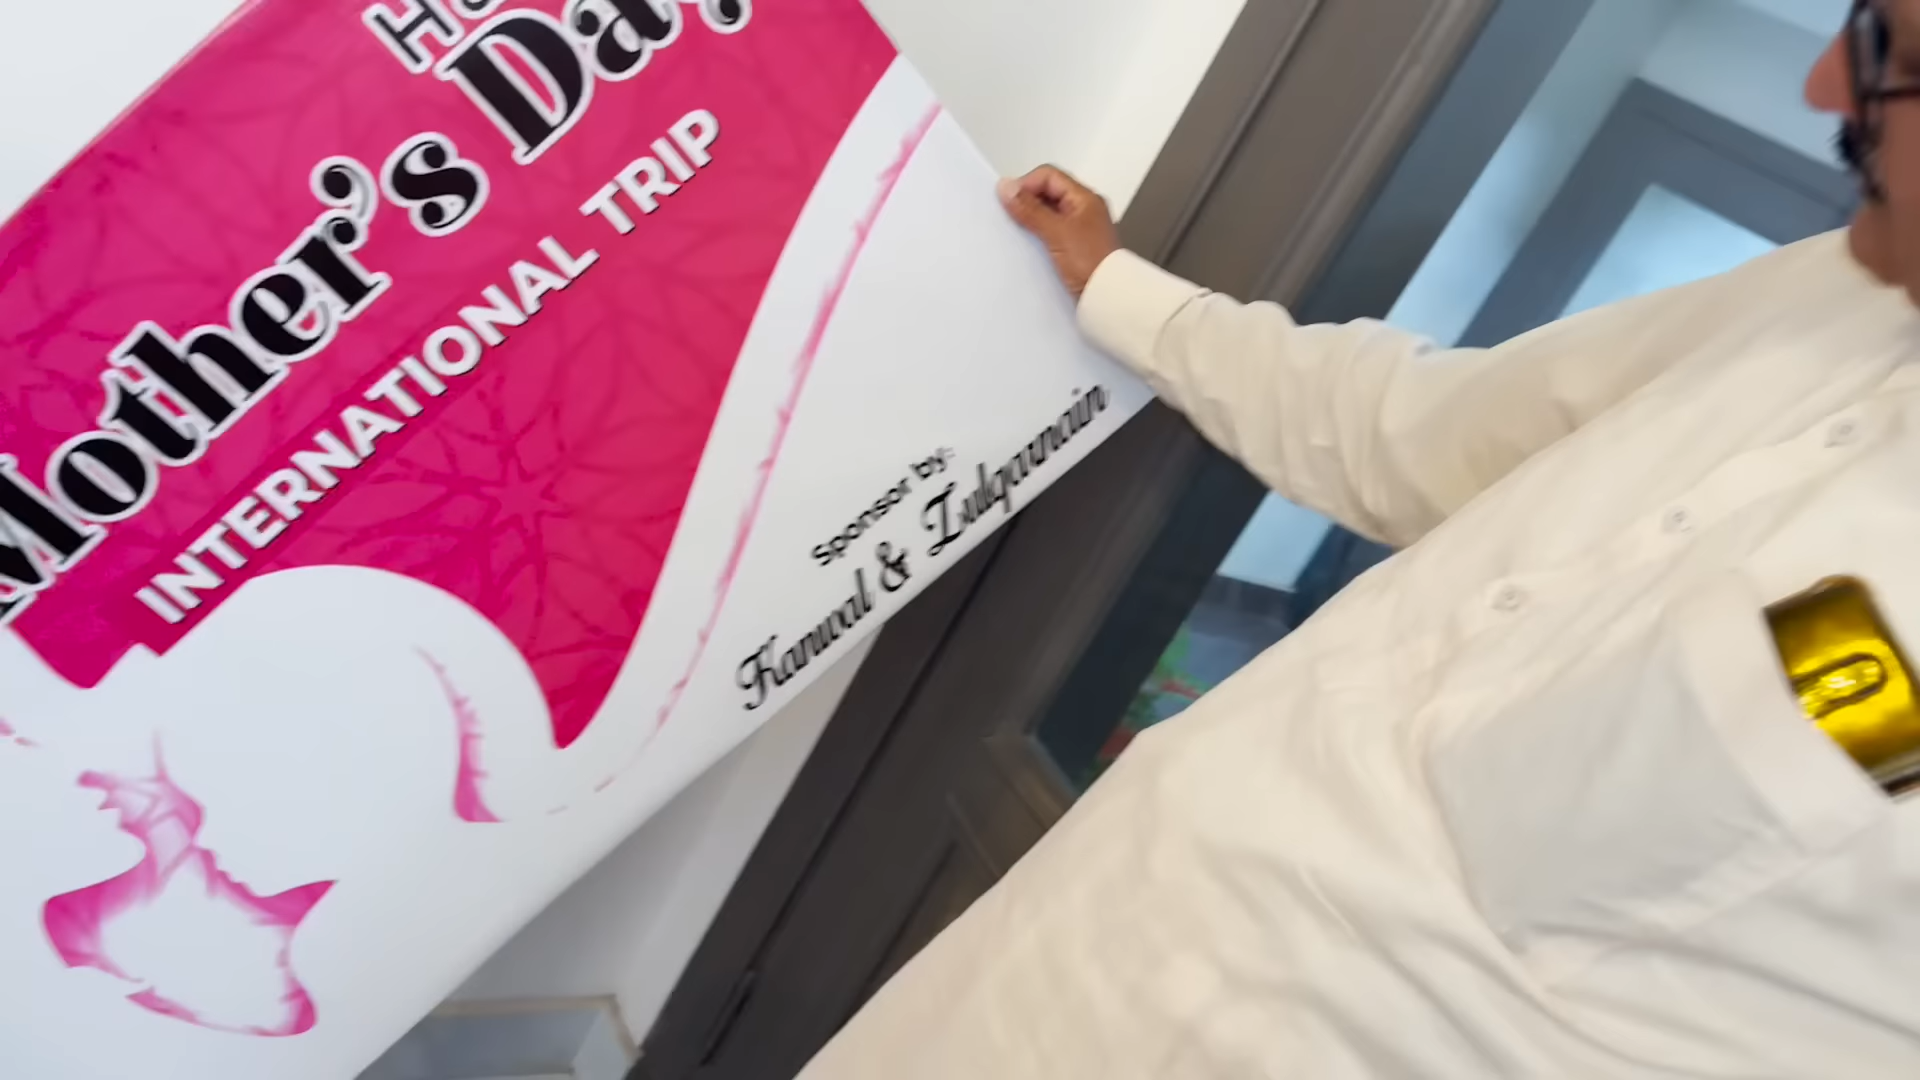 Mother's Day
INTERNATIONAL TRIP
Sponsor by:
Kanwal & Zulqarnain